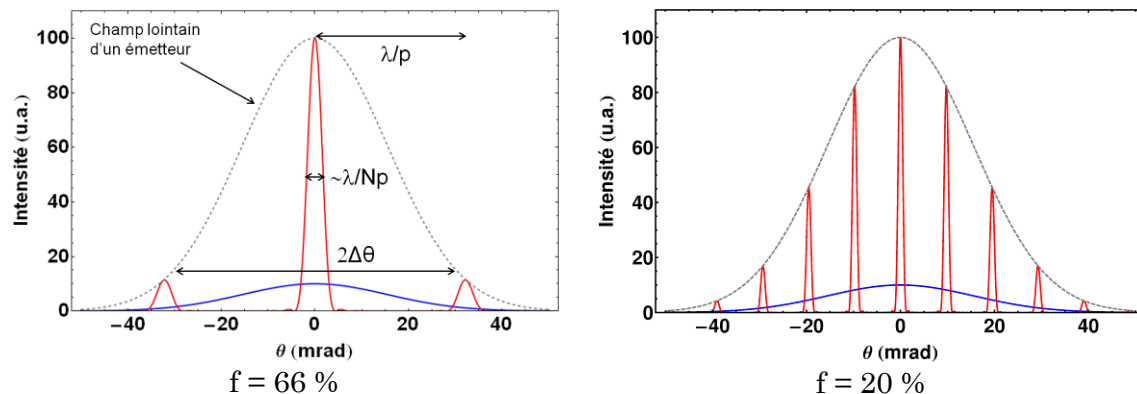 Champ lointain
d'un émetteur
λ/p
~λ/Np
2Δθ
Intensité (u.a.)
100
80
60
40
20
0
−40
−20
0
20
40
θ (mrad)
f = 66 %
Intensité (u.a.)
100
80
60
40
20
0
−40
−20
0
20
40
θ (mrad)
f = 20 %